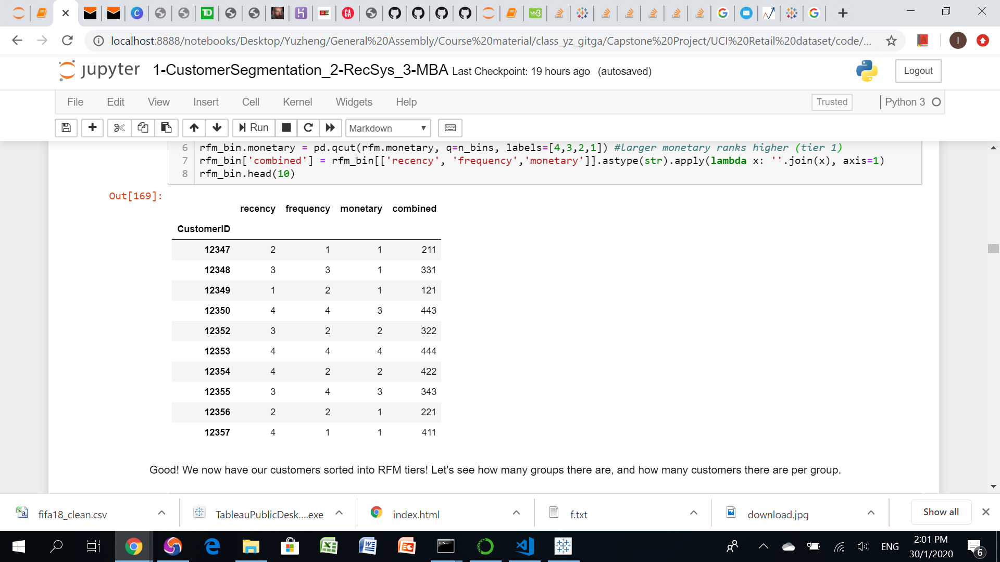 localhost:8888/notebooks/Desktop/Yuzheng/General%20Assembly/Course%20material/class_yz_gitga/Capstone%20Project/UCI%20Retail%20dataset/code/...
jupyter 1-CustomerSegmentation_2-RecSys_3-MBA Last Checkpoint: 19 hours ago (autosaved) Logout
File Edit View Insert Cell Kernel Widgets Help Trusted Python 3
Run Markdown
6 rfm_bin.monetary = pd.qcut(rfm.monetary, q=n_bins, labels=[4,3,2,1]) #larger monetary ranks higher (tier 1)
7 rfm_bin['combined'] = rfm_bin[['recency', 'frequency','monetary']].astype(str).apply(lambda x: ''.join(x), axis=1)
8 rfm_bin.head(10)
Out[169]:
recency frequency monetary combined
CustomerID
12347 2 1 1 211
12348 3 3 1 331
12349 1 2 1 121
12350 4 4 3 443
12352 3 2 2 322
12353 4 4 4 444
12354 4 2 2 422
12355 3 4 3 343
12356 2 2 1 221
12357 4 1 1 411
Good! We now have our customers sorted into RFM tiers! Let's see how many groups there are, and how many customers there are per group.
fifa18_clean.csv TableauPublicDesk....exe index.html f.txt download.jpg Show all
ENG 2:01 PM
30/1/2020 6